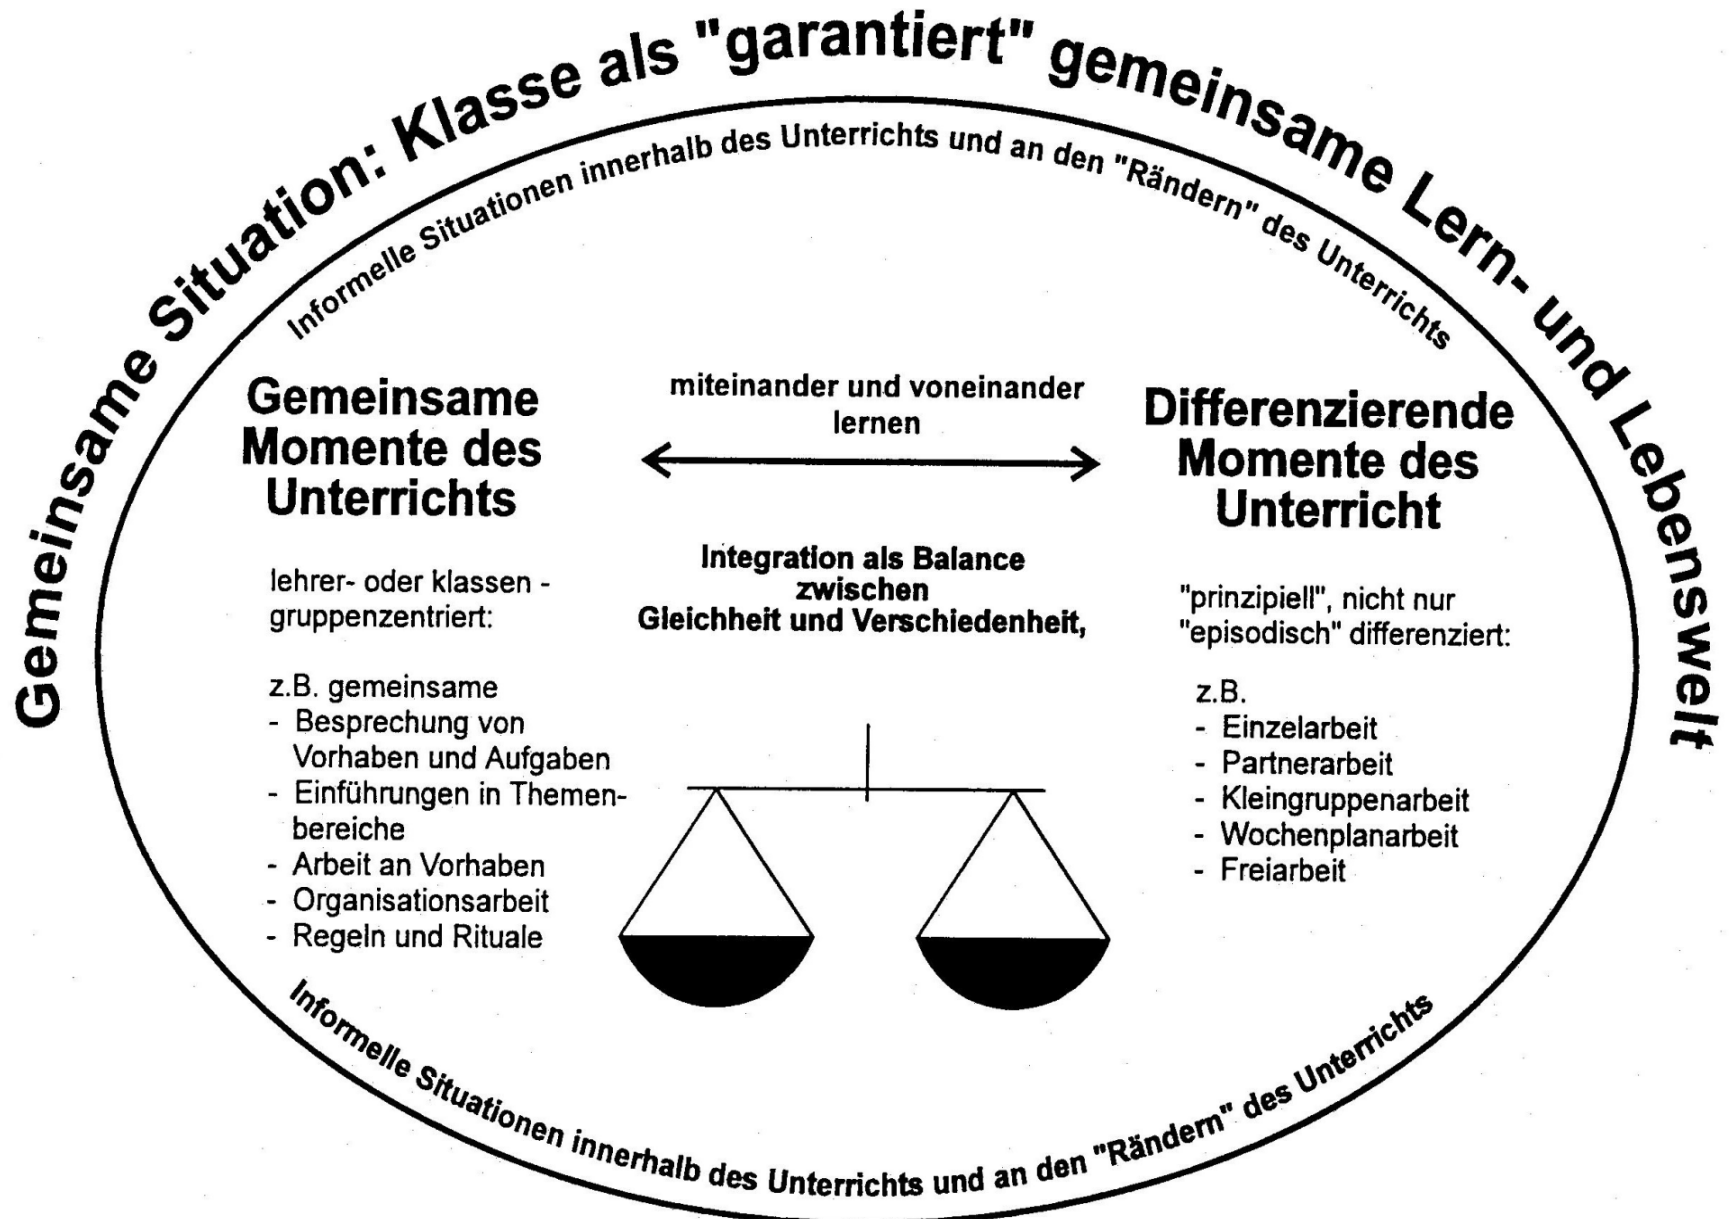 Gemeinsame Situation: Klasse als "garantiert" gemeinsame Lern- und Lebenswelt
Informelle Situationen innerhalb des Unterrichts und an den "Rändern" des Unterrichts
Gemeinsame
Momente des
Unterrichts
lehrer- oder klassen -
gruppenzentriert:
z.B. gemeinsame
- Besprechung von
Vorhaben und Aufgaben
- Einführungen in Themen-
bereiche
- Arbeit an Vorhaben
- Organisationsarbeit
- Regeln und Rituale
miteinander und voneinander
lernen
Integration als Balance
zwischen
Gleichheit und Verschiedenheit,
Differenzierende
Momente des
Unterricht
"prinzipiell", nicht nur
"episodisch" differenziert:
z.B.
- Einzelarbeit
- Partnerarbeit
- Kleingruppenarbeit
- Wochenplanarbeit
- Freiarbeit
Informelle Situationen innerhalb des Unterrichts und an den "Rändern" des Unterrichts